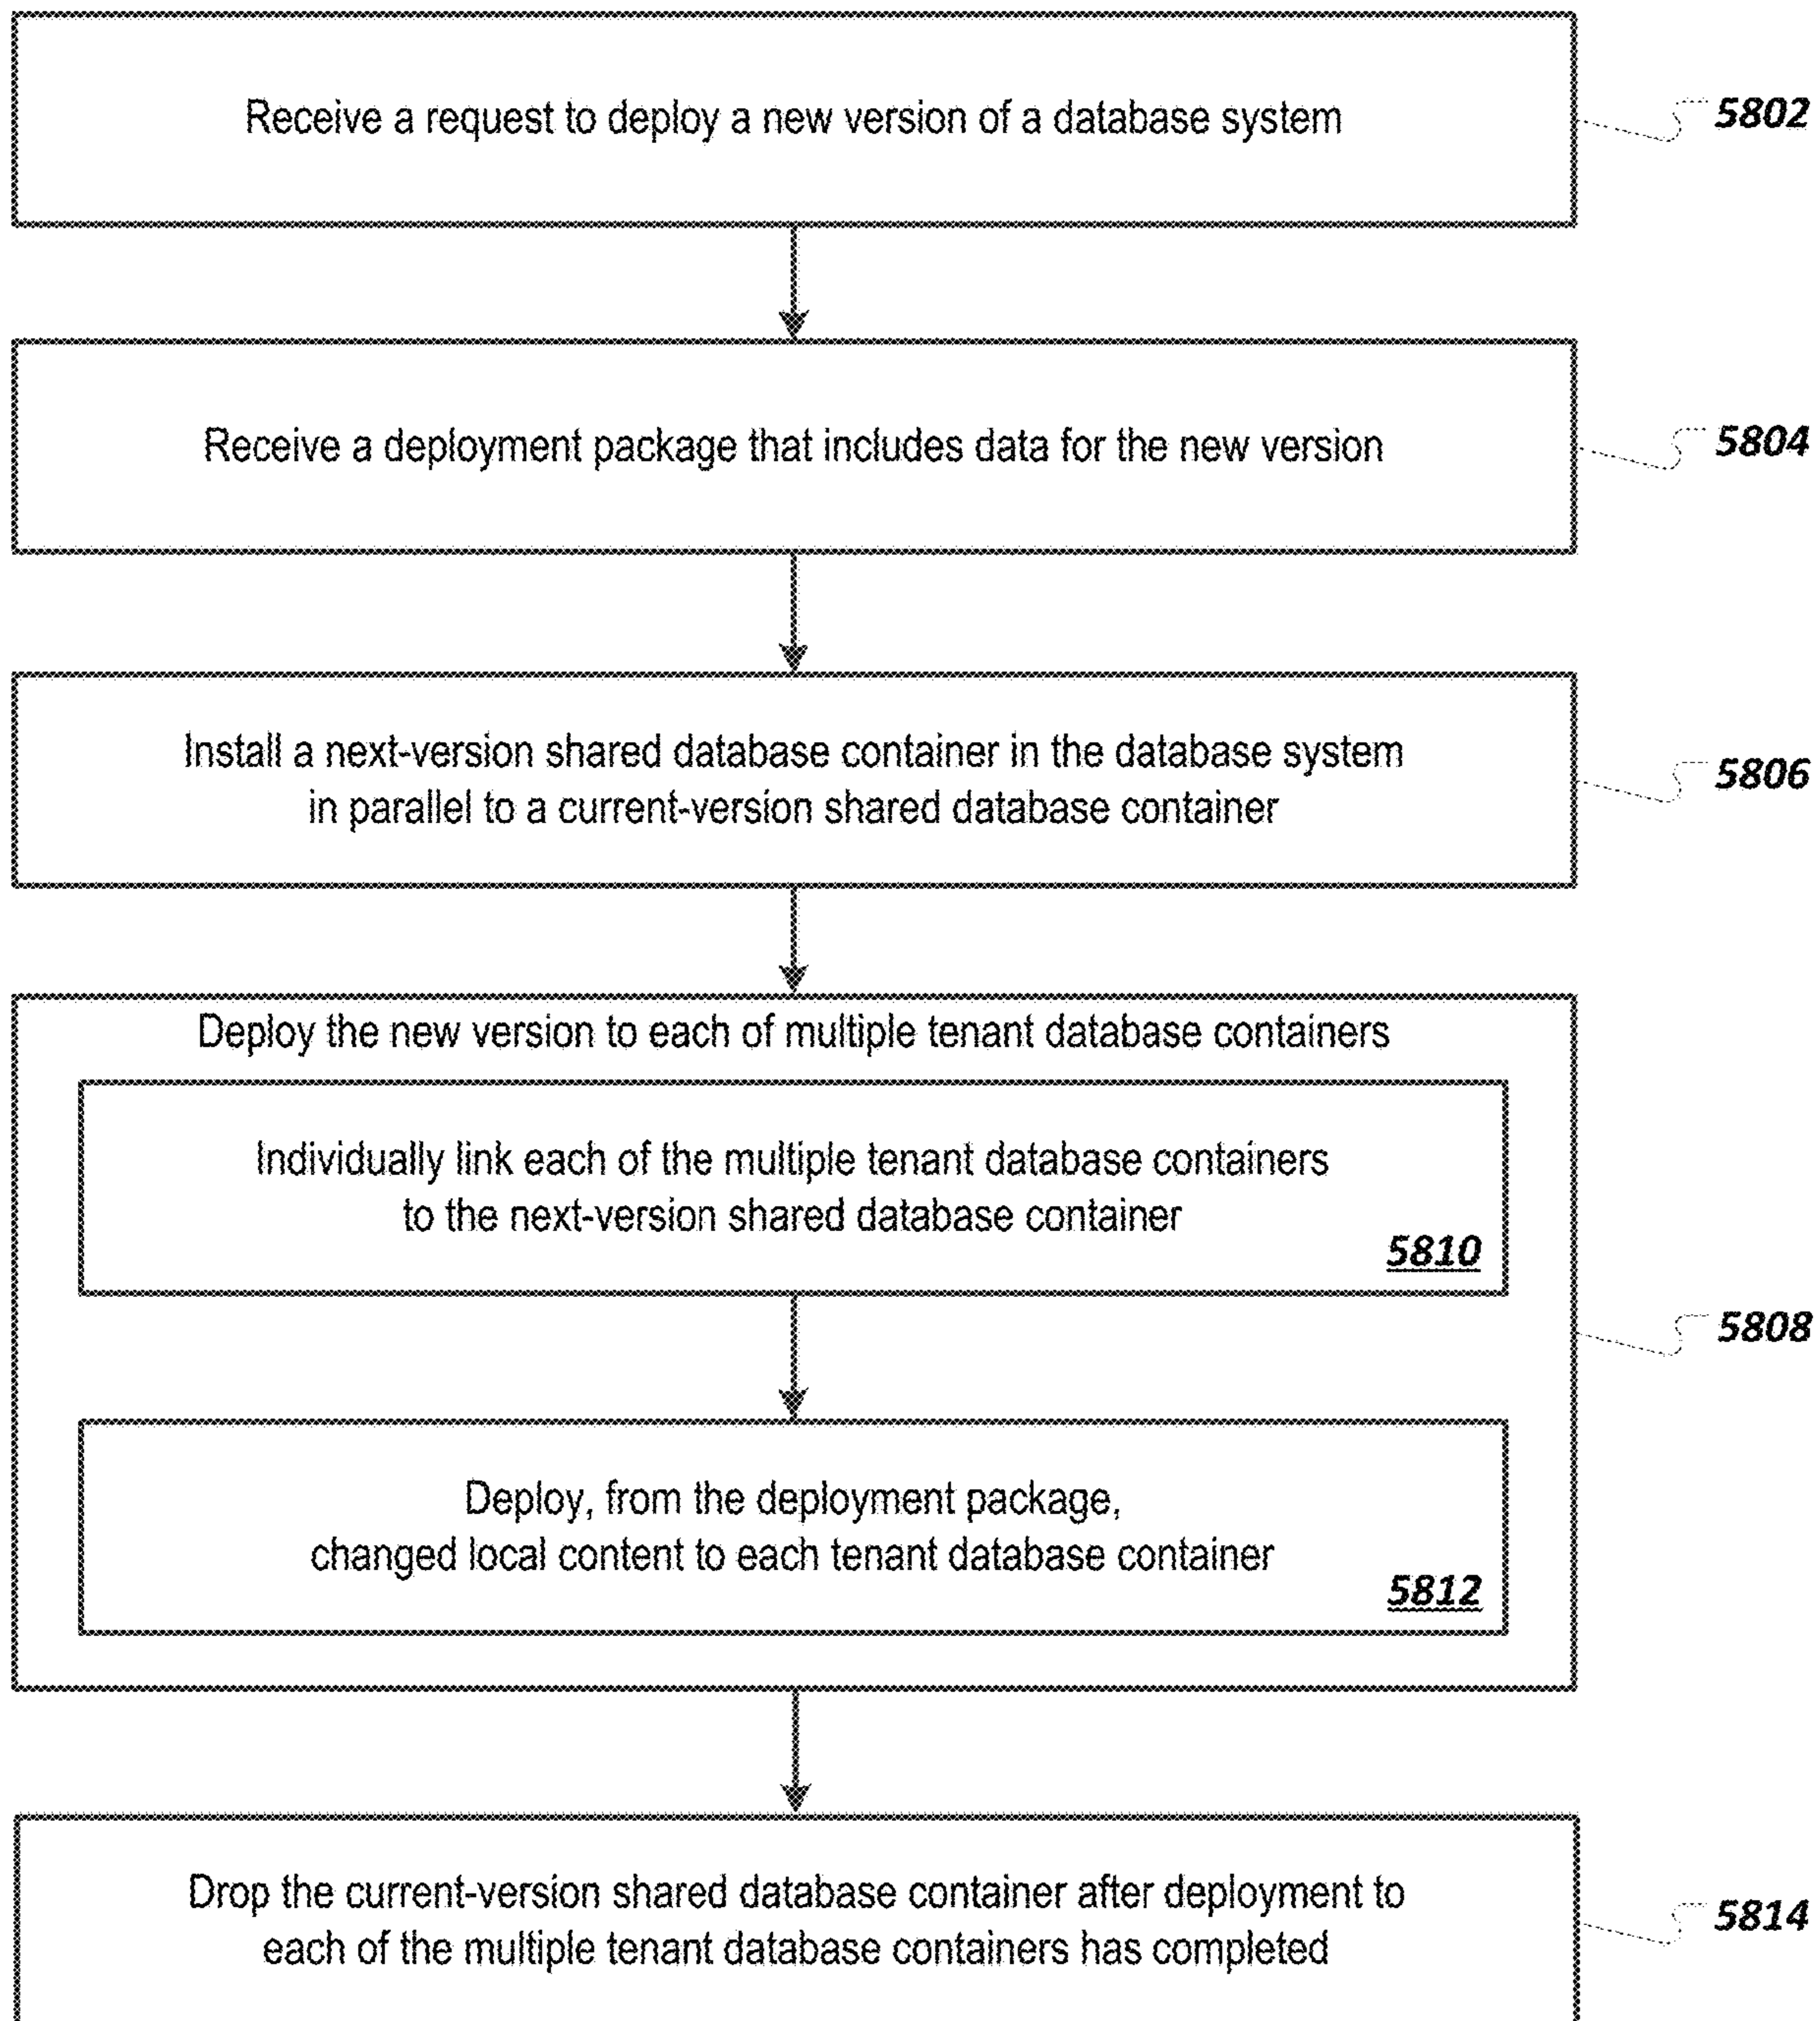 Receive a request to deploy a new version of a database system
5802
Receive a deployment package that includes data for the new version
5804
Install a next-version shared database container in the database system
in parallel to a current-version shared database container
5806
Deploy the new version to each of multiple tenant database containers
Individually link each of the multiple tenant database containers
to the next-version shared database container
5810
5808
Deploy, from the deployment package,
changed local content to each tenant database container
5812
Drop the current-version shared database container after deployment to
each of the multiple tenant database containers has completed
5814